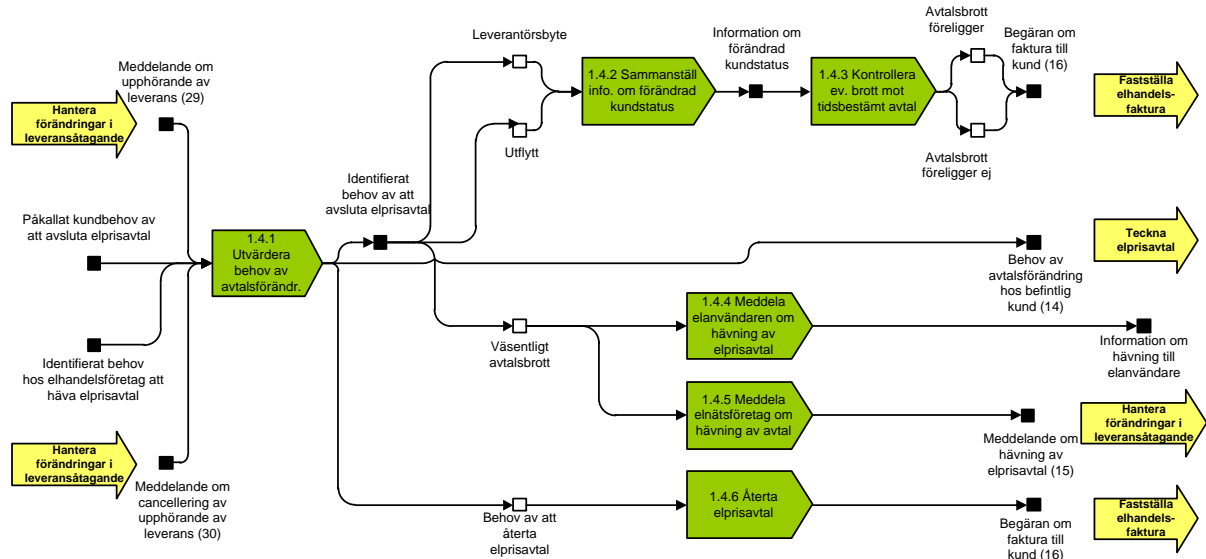 Meddelande om
upphörande av
leverans (29)
Hantera
förändringar i
leveransåtagande
Påkallat kundbehov av
att avsluta elprisavtal
Identifierat behov
hos elhandelsföretag att
häva elprisavtal
Hantera
förändringar i
leveransåtagande
Meddelande om
cancellering av
upphörande av
leverans (30)
1.4.1
Utvärdera
behov av
avtalsförändr.
Identifierat
behov av att
avsluta elprisavtal
Leverantörsbyte
Utflytt
1.4.2 Sammanställ
info. om förändrad
kundstatus
Information om
förändrad
kundstatus
1.4.3 Kontrollera
ev. brott mot
tidsbestämt avtal
Avtalsbrott
föreligger
Avtalsbrott
föreligger ej
Begäran om
faktura till
kund (16)
Fastställa
elhandels-
faktura
Behov av
avtalsförändring
hos befintlig
kund (14)
Teckna
elprisavtal
Väsentligt
avtalsbrott
1.4.4 Meddela
elanvändaren om
hävning av
elprisavtal
Information om
hävning till
elanvändare
1.4.5 Meddela
elnätsföretag om
hävning av avtal
Meddelande om
hävning av
elprisavtal (15)
Hantera
förändringar i
leveransåtagande
Behov av att
återta
elprisavtal
1.4.6 Återta
elprisavtal
Begäran om
faktura till
kund (16)
Fastställa
elhandels-
faktura